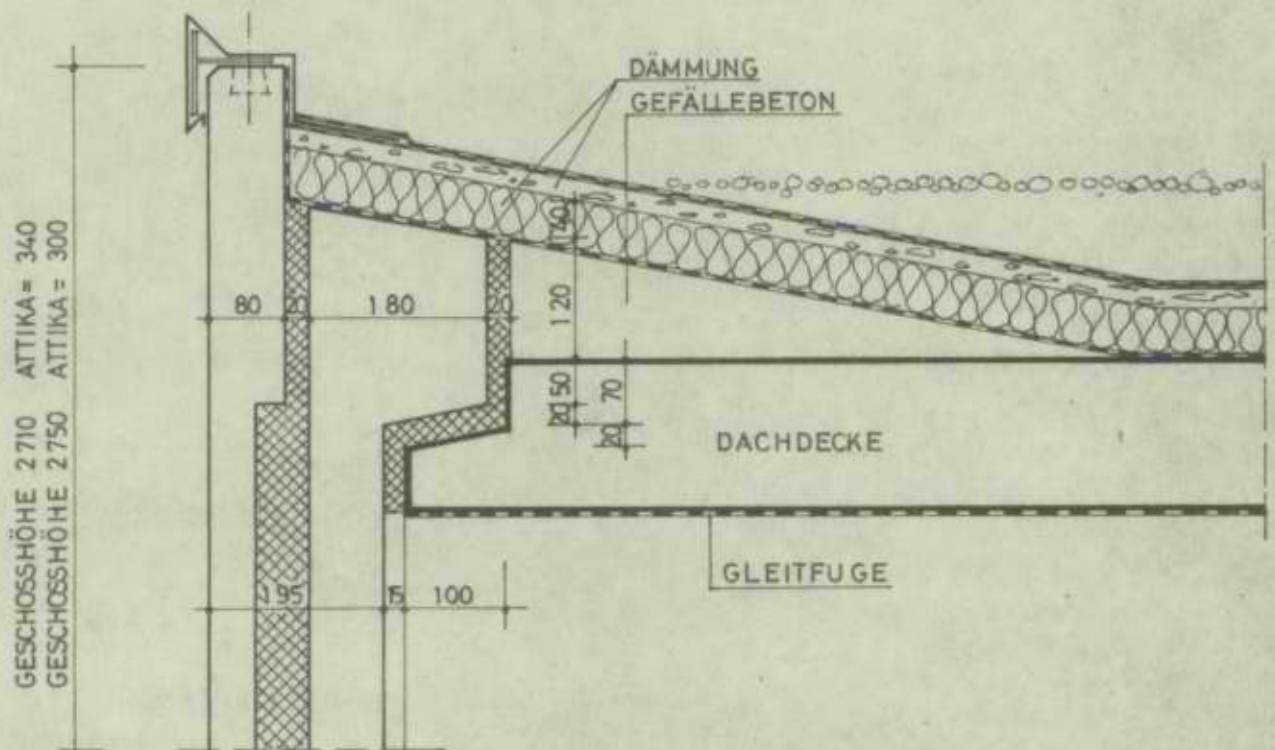 DÄMMUNG
GEFÄLLEBETON
GESCHOSSHÖHE 2710 ATTIKA = 340
GESCHOSSHÖHE 2750 ATTIKA = 300
80
20
180
20
140
120
50
20
70
20
DACHDECKE
GLEITFUGE
195
15
100